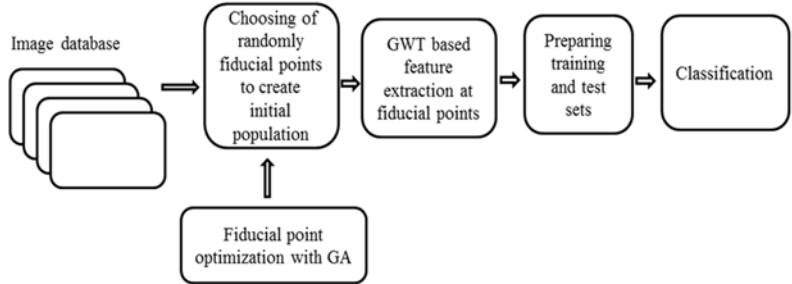 Image database
Choosing of
randomly
fiducial points
to create
initial
population
GWT based
feature
extraction at
fiducial points
Preparing
training
and test
sets
Classification
Fiducial point
optimization with GA